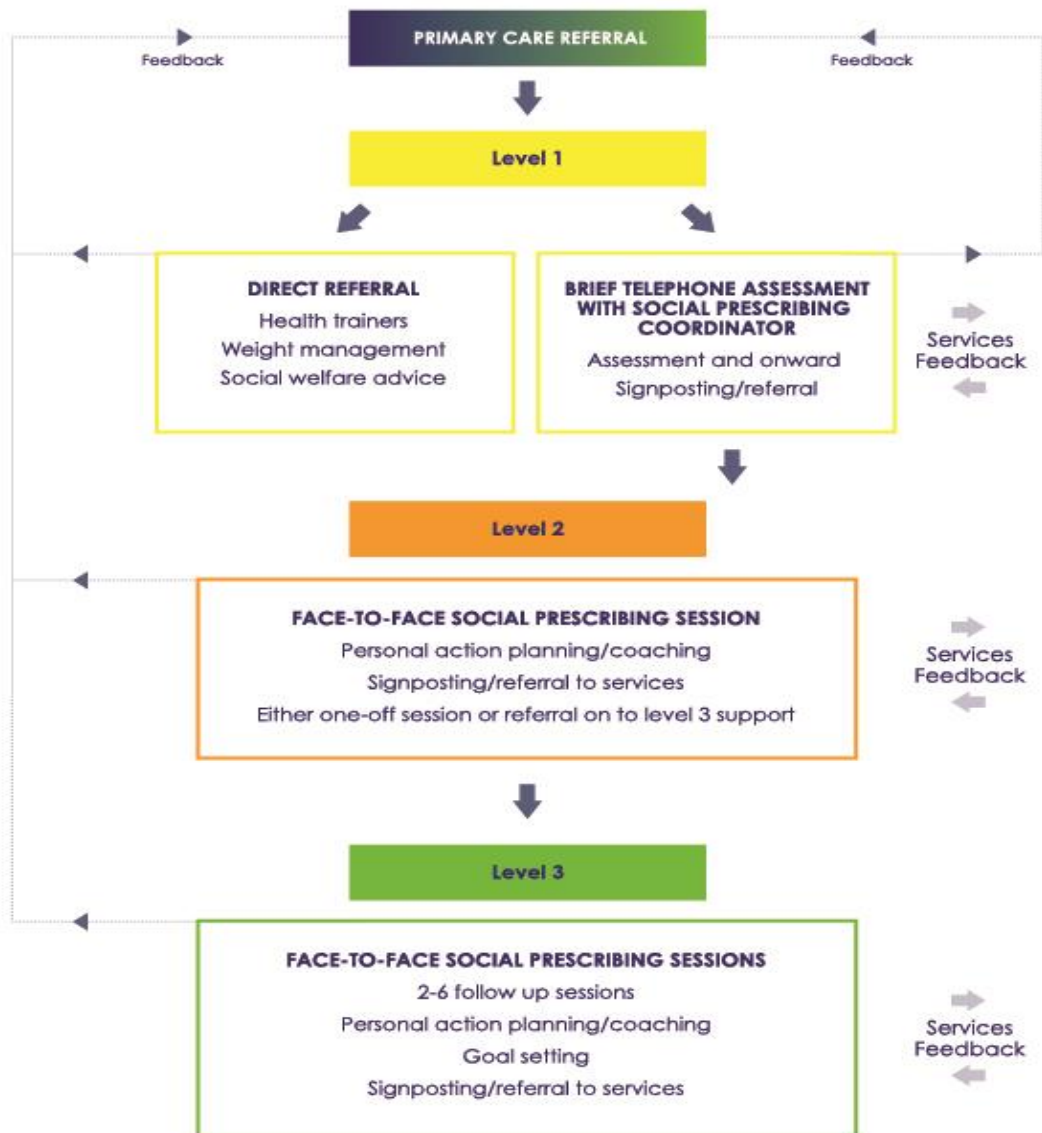 PRIMARY CARE REFERRAL
Feedback
Feedback
Level 1
DIRECT REFERRAL
Health trainers
Weight management
Social welfare advice
BRIEF TELEPHONE ASSESSMENT
WITH SOCIAL PRESCRIBING
COORDINATOR
Assessment and onward
Signposting/referral
Services
Feedback
Level 2
FACE-TO-FACE SOCIAL PRESCRIBING SESSION
Personal action planning/coaching
Signposting/referral to services
Either one-off session or referral on to level 3 support
Services
Feedback
Level 3
FACE-TO-FACE SOCIAL PRESCRIBING SESSIONS
2-6 follow up sessions
Personal action planning/coaching
Goal setting
Signposting/referral to services
Services
Feedback